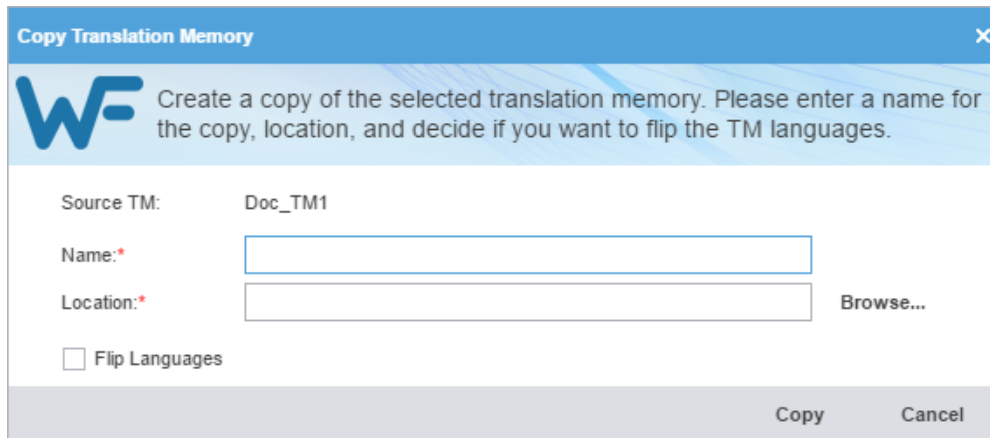 Copy Translation Memory
WF
Create a copy of the selected translation memory. Please enter a name for
the copy, location, and decide if you want to flip the TM languages.
Source TM: Doc_TM1
Name:*
Location:* Browse...
Flip Languages
Copy Cancel